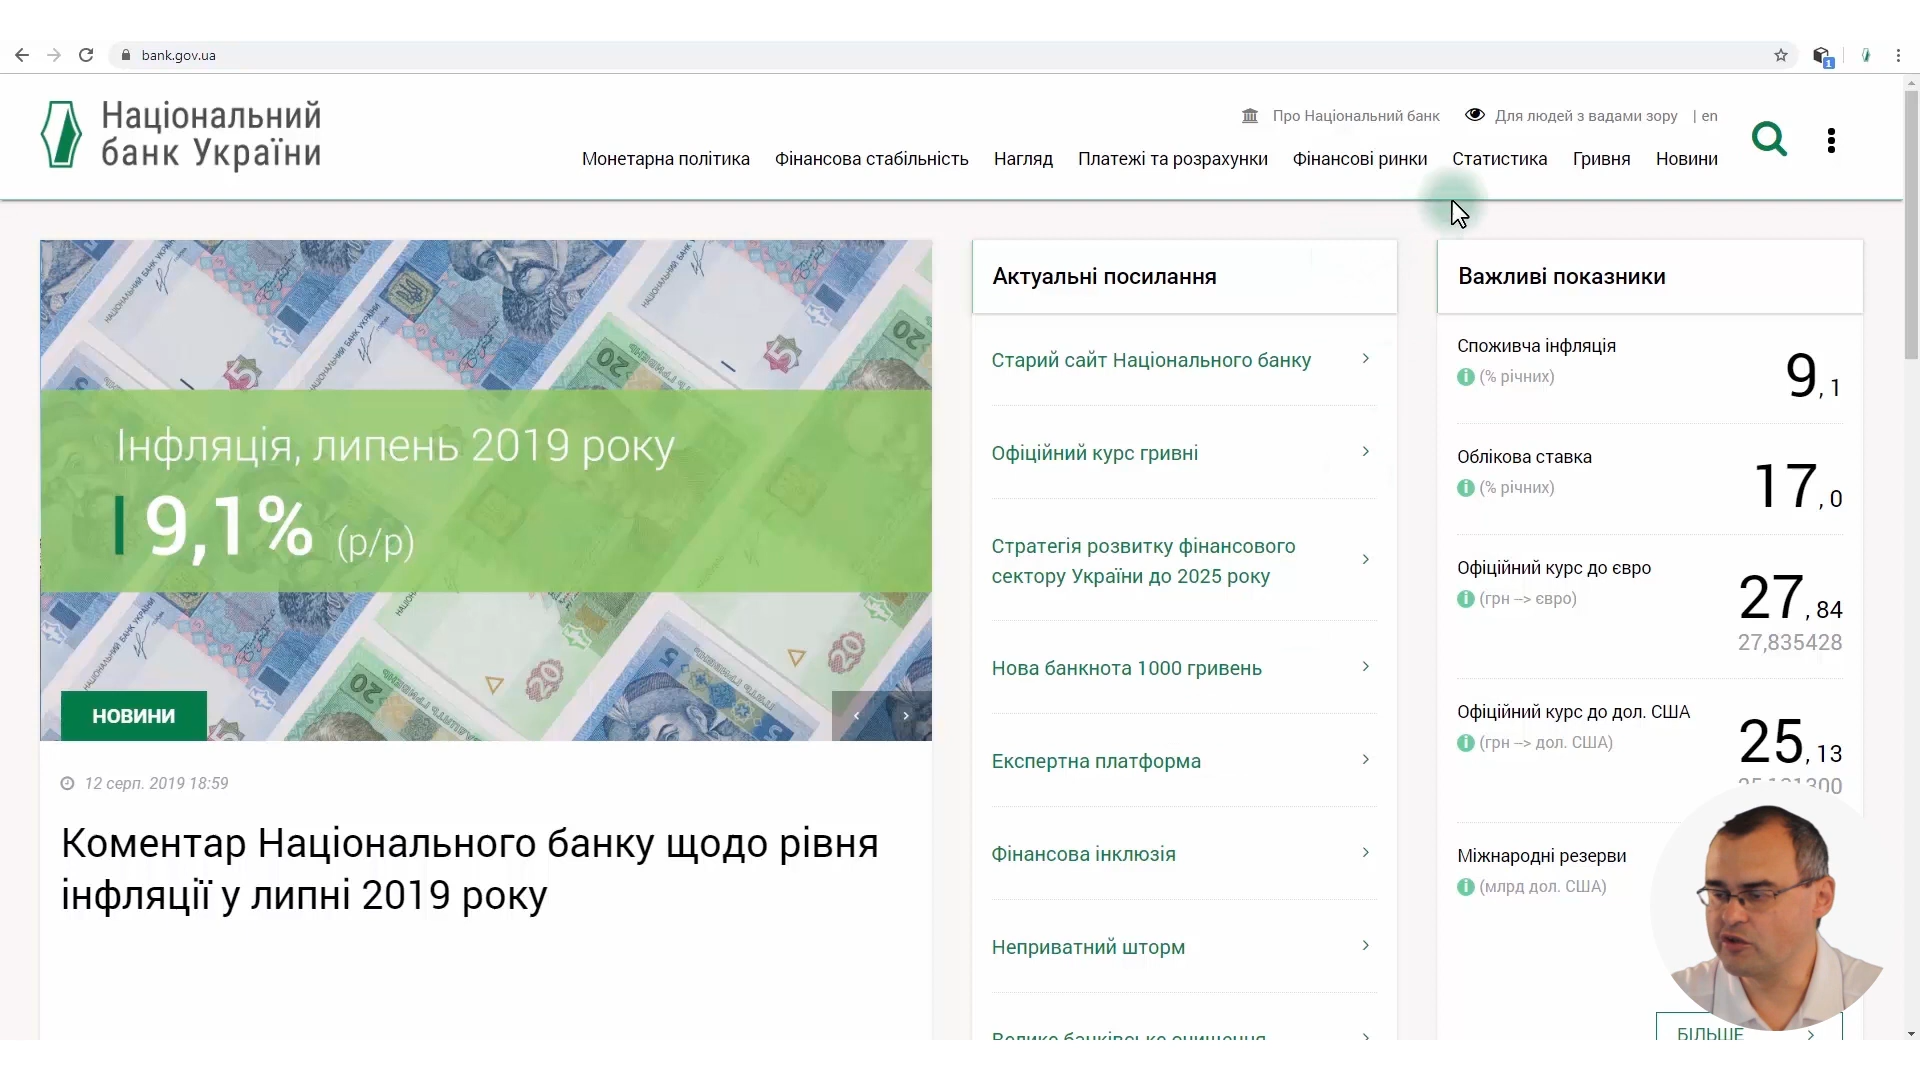 bank.gov.ua
1
Національний
банк України
Про Національний банк
Для людей з вадами зору
| en
Монетарна політика
Фінансова стабільність
Нагляд
Платежі та розрахунки
Фінансові ринки
Статистика
Гривня
Новини
Інфляція, липень 2019 року
9,1% (р/р)
НОВИНИ
12 серп. 2019 18:59
Коментар Національного банку щодо рівня
інфляції у липні 2019 року
Актуальні посилання
Старий сайт Національного банку
Офіційний курс гривні
Стратегія розвитку фінансового
сектору України до 2025 року
Нова банкнота 1000 гривень
Експертна платформа
Фінансова інклюзія
Неприватний шторм
Велике банківське очищення
Важливі показники
Споживча інфляція
(% річних)
9,1
Облікова ставка
(% річних)
17,0
Офіційний курс до євро
(грн --> євро)
27,84
27,835428
Офіційний курс до дол. США
(грн --> дол. США)
25,13
Міжнародні резерви
(млрд дол. США)
БІЛЬШЕ